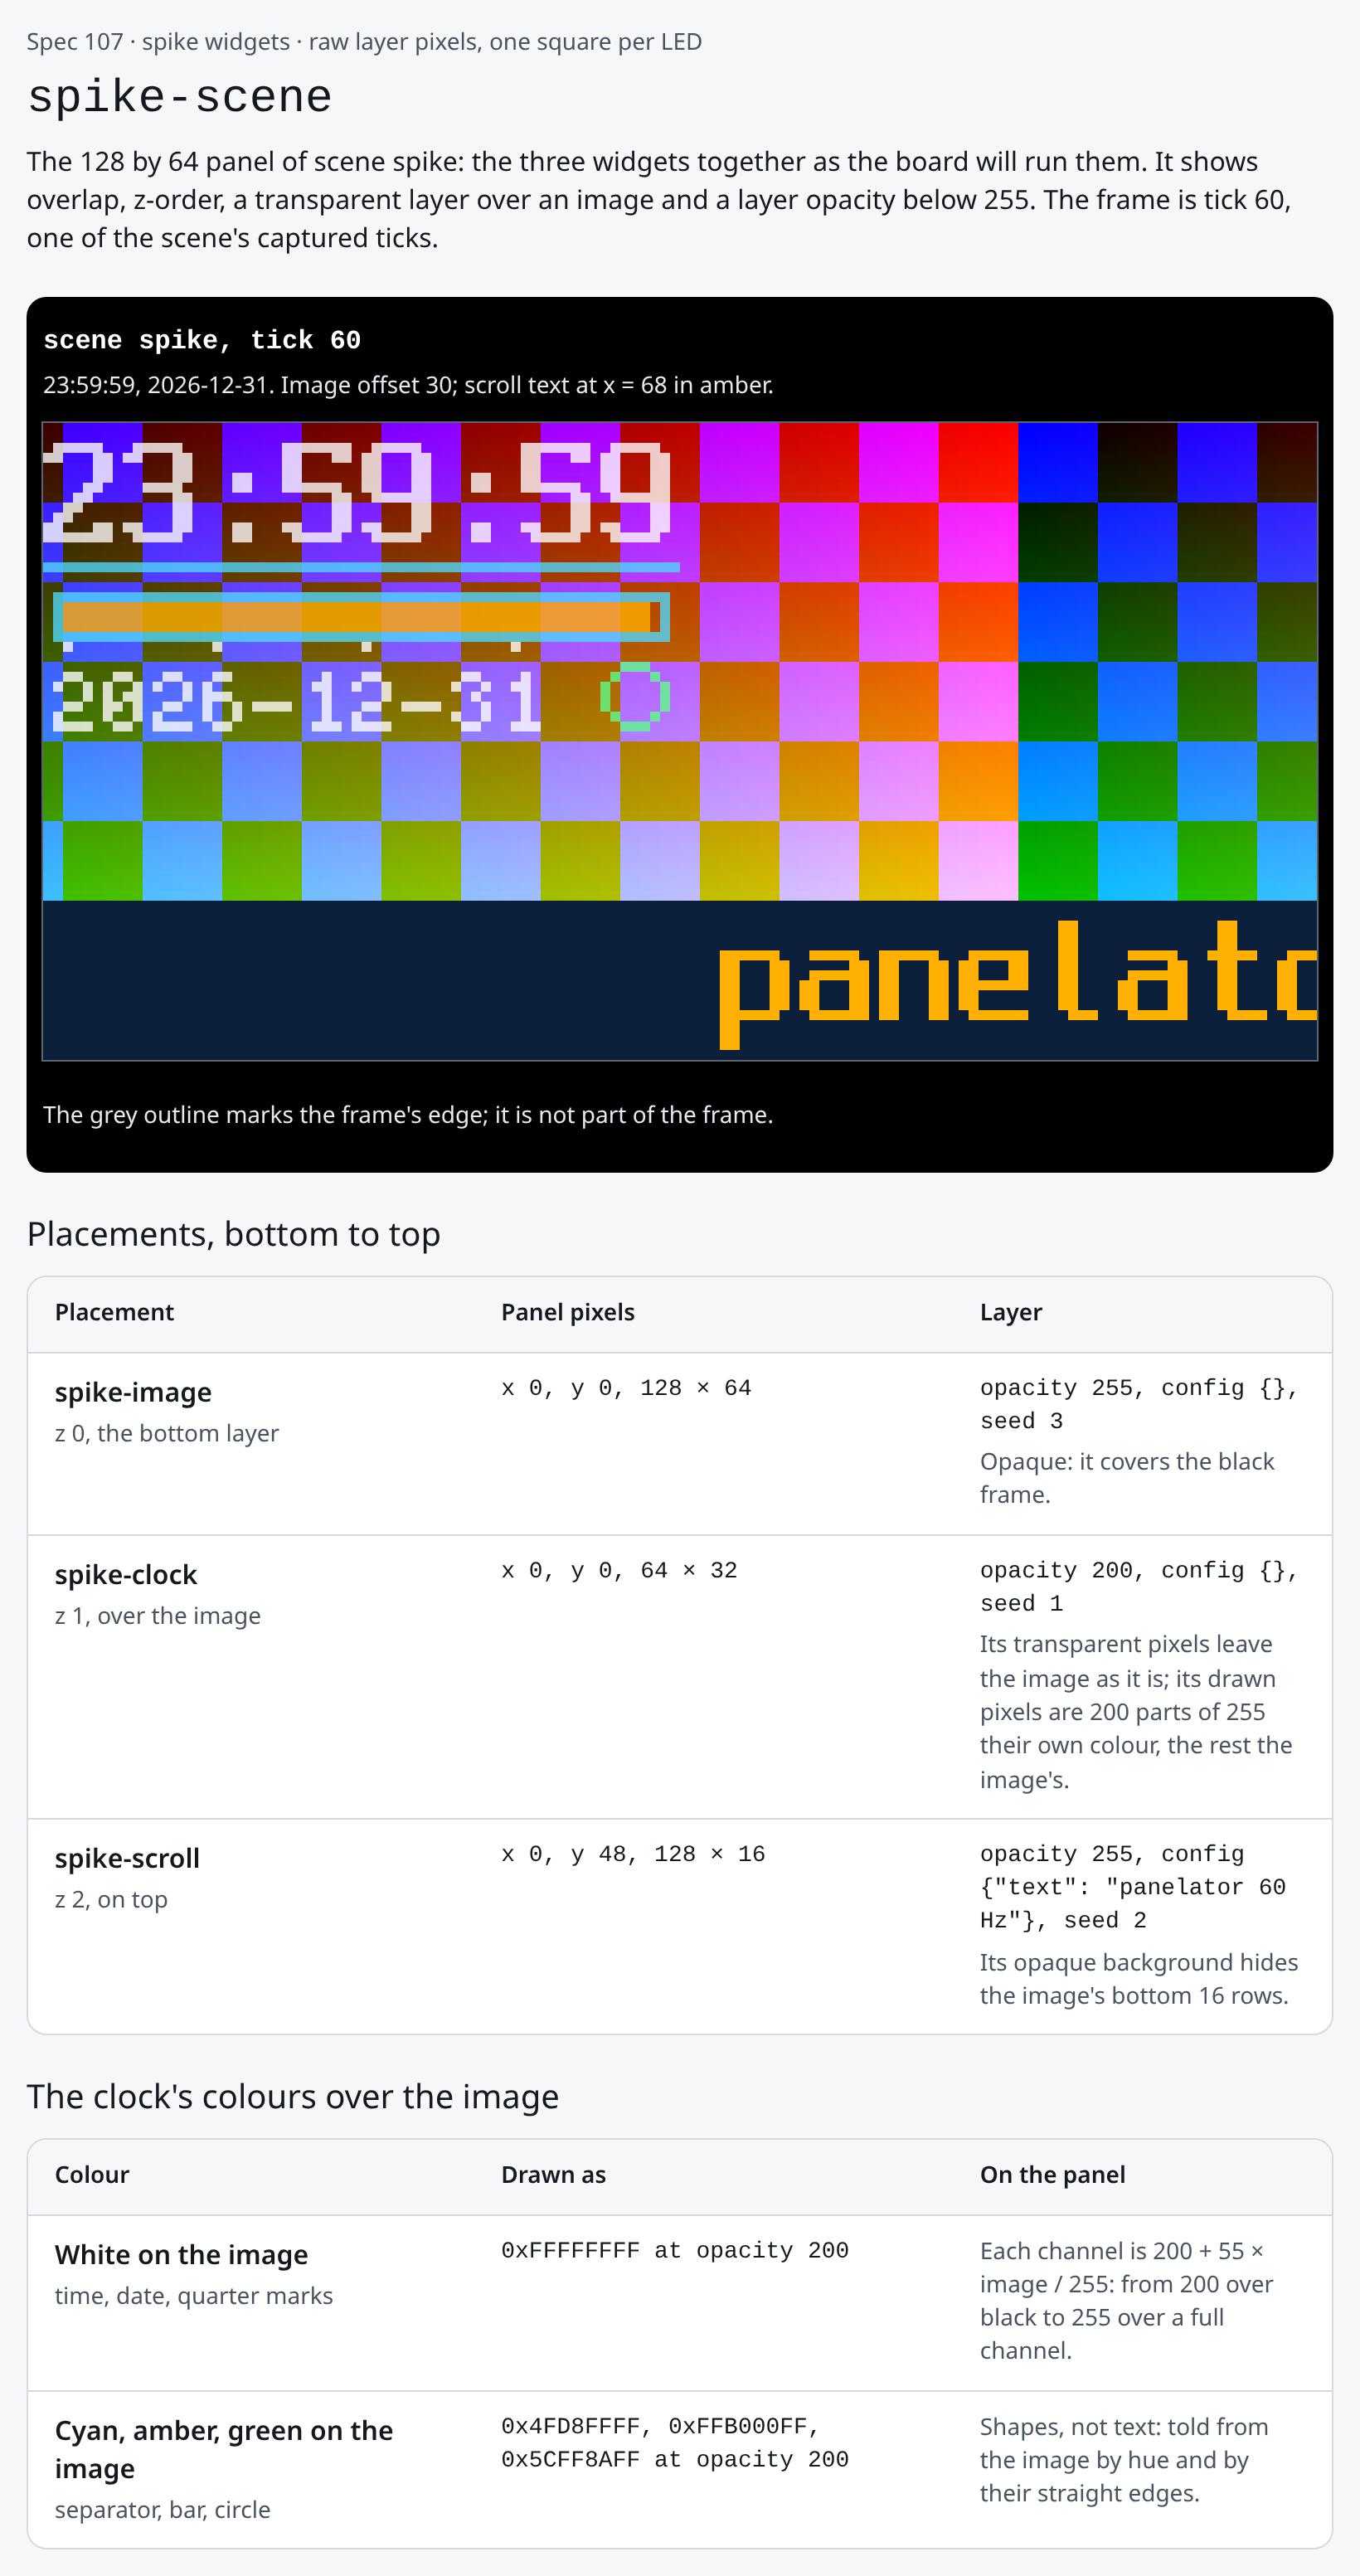 Spec 107 · spike widgets · raw layer pixels, one square per LED
spike-scene
The 128 by 64 panel of scene spike: the three widgets together as the board will run them. It shows
overlap, z-order, a transparent layer over an image and a layer opacity below 255. The frame is tick 60,
one of the scene's captured ticks.
scene spike, tick 60
23:59:59, 2026-12-31. Image offset 30; scroll text at x = 68 in amber.
23:59:59
2026-12-31
panelato
The grey outline marks the frame's edge; it is not part of the frame.
Placements, bottom to top
Placement
Panel pixels
Layer
spike-image
z 0, the bottom layer
x 0, y 0, 128 × 64
opacity 255, config {},
seed 3
Opaque: it covers the black
frame.
spike-clock
z 1, over the image
x 0, y 0, 64 × 32
opacity 200, config {},
seed 1
Its transparent pixels leave
the image as it is; its drawn
pixels are 200 parts of 255
their own colour, the rest the
image's.
spike-scroll
z 2, on top
x 0, y 48, 128 × 16
opacity 255, config
{"text": "panelator 60
Hz"}, seed 2
Its opaque background hides
the image's bottom 16 rows.
The clock's colours over the image
Colour
Drawn as
On the panel
White on the image
time, date, quarter marks
0xFFFFFFFF at opacity 200
Each channel is 200 + 55 ×
image / 255: from 200 over
black to 255 over a full
channel.
Cyan, amber, green on the
image
separator, bar, circle
0x4FD8FFFF, 0xFFB000FF,
0x5CFF8AFF at opacity 200
Shapes, not text: told from
the image by hue and by
their straight edges.